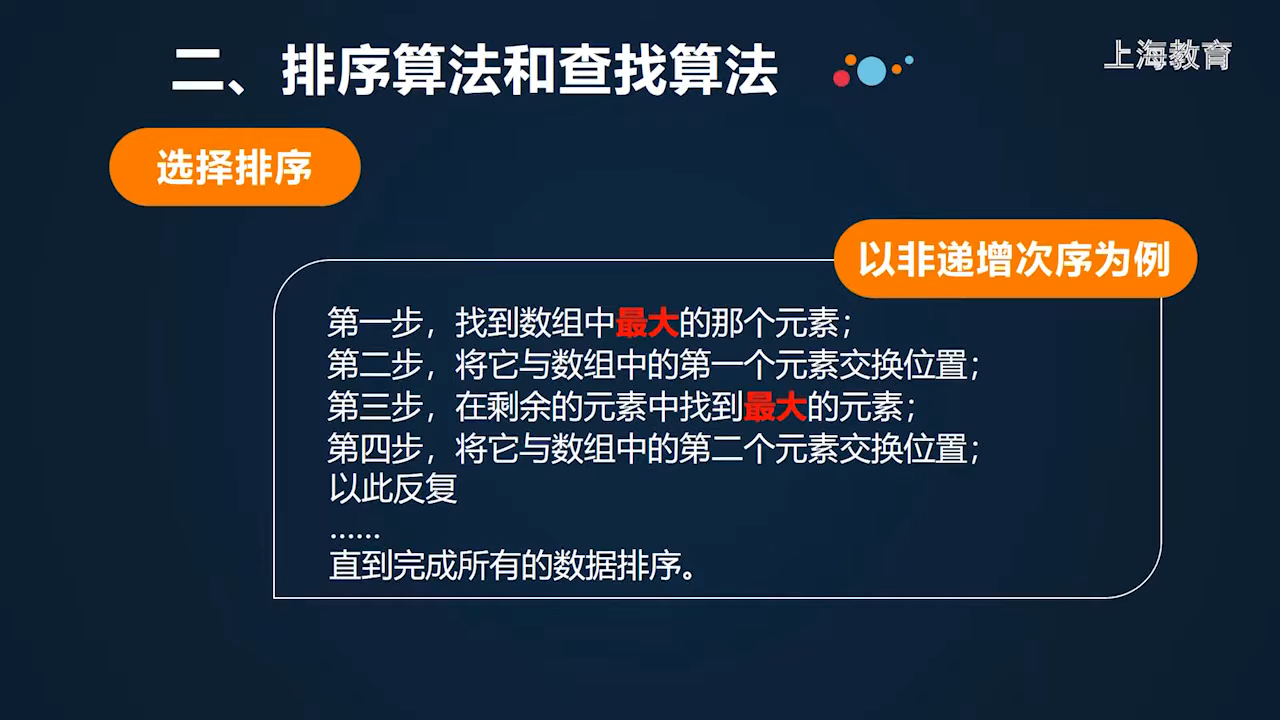 二、排序算法和查找算法
上海教育
选择排序
以非递增次序为例
第一步，找到数组中最大的那个元素；
第二步，将它与数组中的第一个元素交换位置；
第三步，在剩余的元素中找到最大的元素；
第四步，将它与数组中的第二个元素交换位置；
以此反复
……
直到完成所有的数据排序。